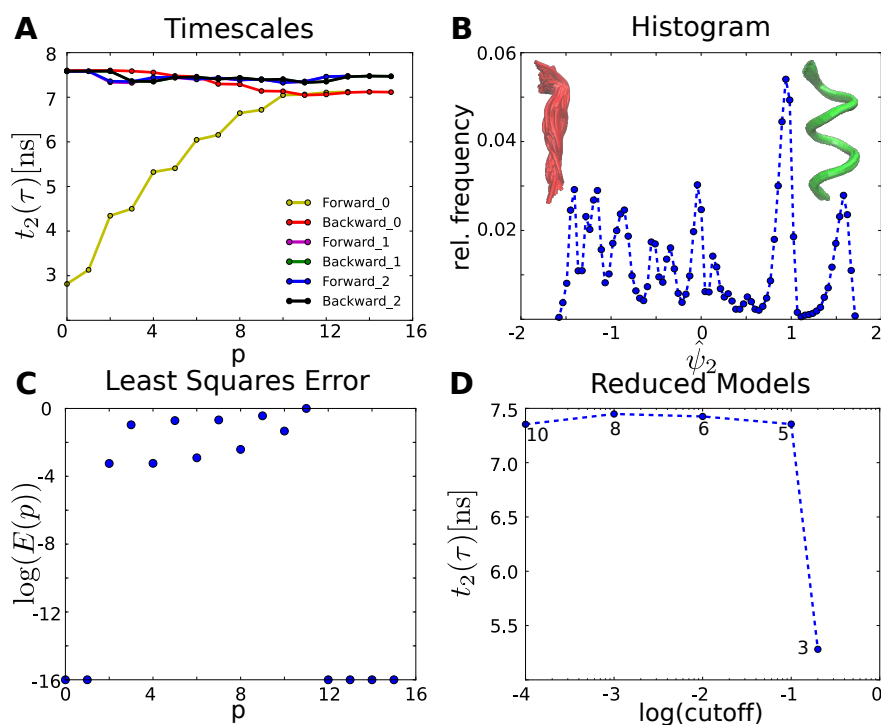 A
Timescales
8
7
6
5
4
3
2
t₂(τ)[ns]
0
4
8
12
16
p
Forward_0
Backward_0
Forward_1
Backward_1
Forward_2
Backward_2
B
Histogram
0.06
0.04
0.02
rel. frequency
-2
-1
0
1
2
ψ̂₂
C
Least Squares Error
0
-4
-8
-12
-16
log(E(p))
0
4
8
12
16
p
D
Reduced Models
7.5
7.0
6.5
6.0
5.5
t₂(τ)[ns]
10
8
6
5
3
-4
-3
-2
-1
0
log(cutoff)